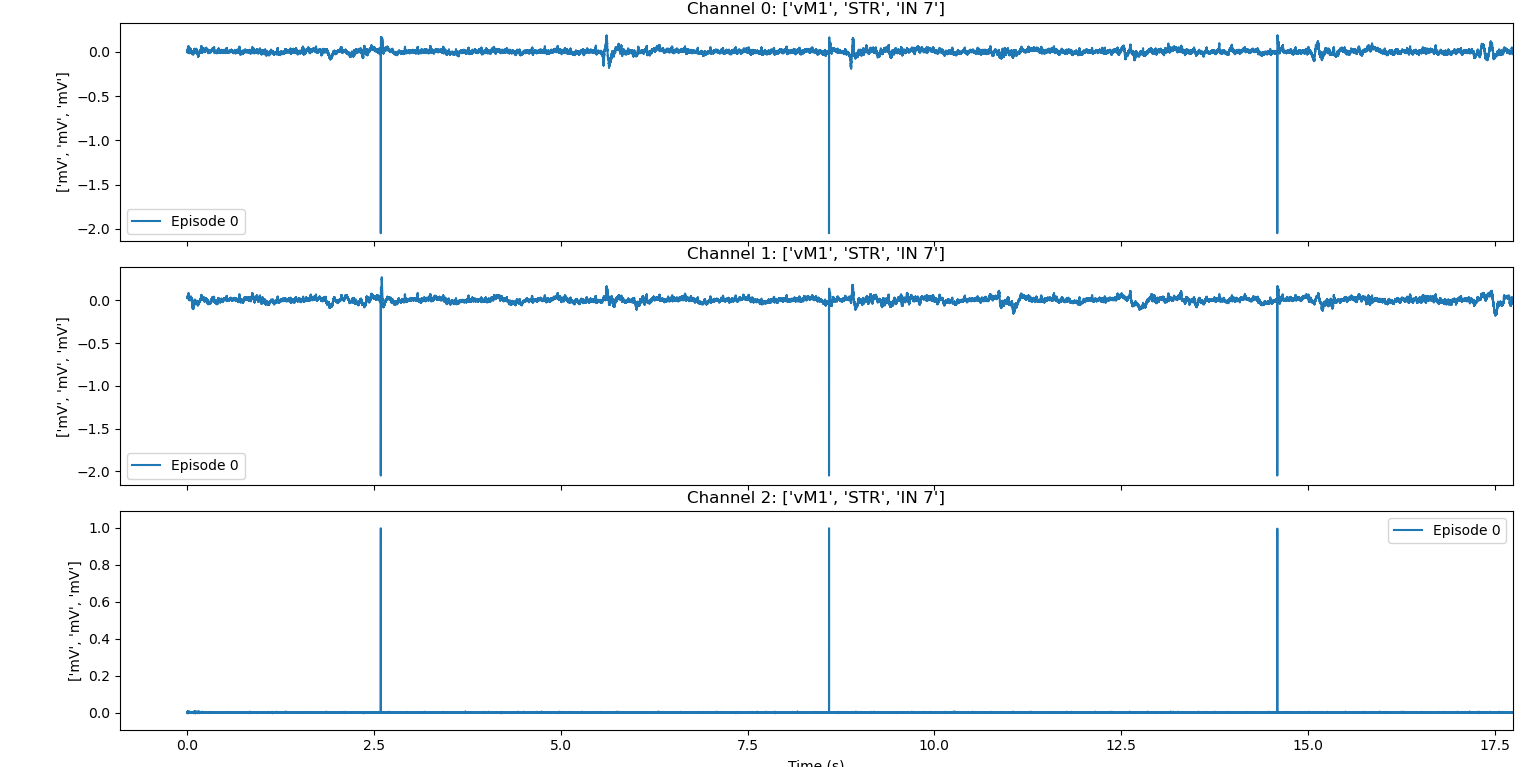 Channel 0: ['vM1', 'STR', 'IN 7']
['mV', 'mV', 'mV']
0.0
−0.5
−1.0
−1.5
−2.0
Episode 0
Channel 1: ['vM1', 'STR', 'IN 7']
['mV', 'mV', 'mV']
0.0
−0.5
−1.0
−1.5
−2.0
Episode 0
Channel 2: ['vM1', 'STR', 'IN 7']
['mV', 'mV', 'mV']
1.0
0.8
0.6
0.4
0.2
0.0
Episode 0
0.0 2.5 5.0 7.5 10.0 12.5 15.0 17.5
Time (s)